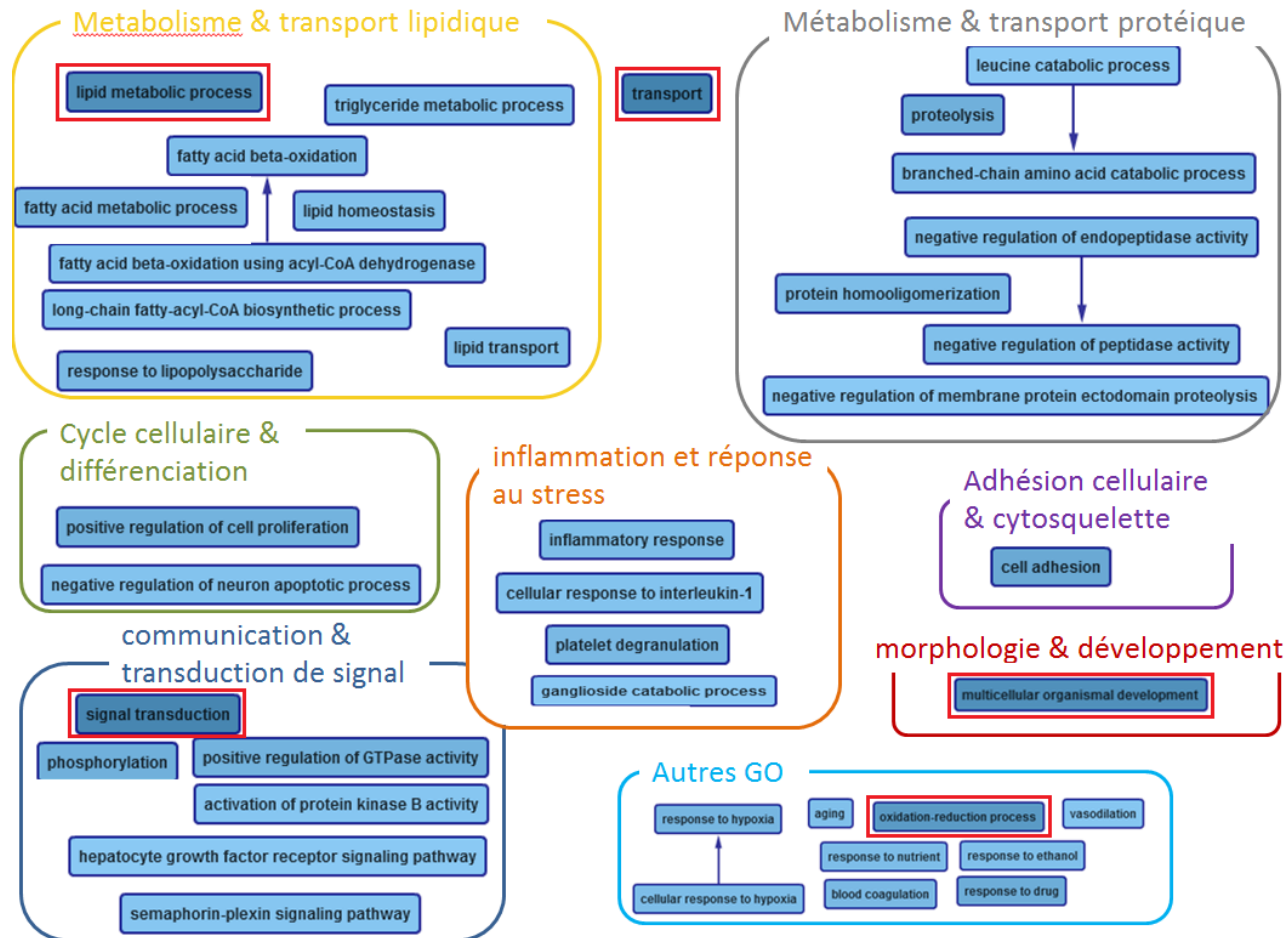 Metabolisme & transport lipidique
lipid metabolic process
triglyceride metabolic process
fatty acid beta-oxidation
fatty acid metabolic process
lipid homeostasis
fatty acid beta-oxidation using acyl-CoA dehydrogenase
long-chain fatty-acyl-CoA biosynthetic process
lipid transport
response to lipopolysaccharide
transport
Métabolisme & transport protéique
leucine catabolic process
proteolysis
branched-chain amino acid catabolic process
negative regulation of endopeptidase activity
protein homooligomerization
negative regulation of peptidase activity
negative regulation of membrane protein ectodomain proteolysis
Cycle cellulaire &
différenciation
positive regulation of cell proliferation
negative regulation of neuron apoptotic process
inflammation et réponse
au stress
inflammatory response
cellular response to interleukin-1
platelet degranulation
ganglioside catabolic process
Adhésion cellulaire
& cytosquelette
cell adhesion
communication &
transduction de signal
signal transduction
phosphorylation
positive regulation of GTPase activity
activation of protein kinase B activity
hepatocyte growth factor receptor signaling pathway
semaphorin-plexin signaling pathway
morphologie & développement
multicellular organismal development
Autres GO
response to hypoxia
aging
oxidation-reduction process
vasodilation
response to nutrient
response to ethanol
cellular response to hypoxia
blood coagulation
response to drug